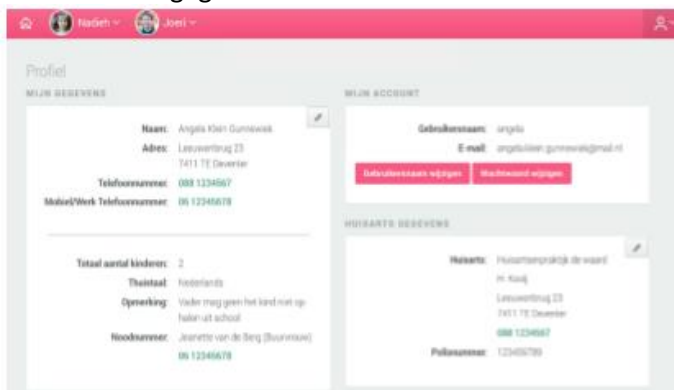 Nadieh
Joeri
Profiel
MIJN GEGEVENS
Naam: Angela Klein Gunnewiek
Adres: Leeuwenbrug 23
7411 TE Deventer
Telefoonnummer: 088 1234567
Mobiel/Werk Telefoonnummer: 06 12345678
Totaal aantal kinderen: 2
Thuistaal: Nederlands
Opmerking: Vader mag geen het kind niet op
halen uit school
Noodnummer: Jeanette van de Berg (Buurvrouw)
06 12345678
MIJN ACCOUNT
Gebruikersnaam: angela
E-mail: angela.klein.gunnewiek@mail.nl
Gebruikersnaam wijzigen Wachtwoord wijzigen
HUISARTS GEGEVENS
Huisarts: Huisartsenpraktijk de waard
H. Kooij
Leeuwenbrug 23
7411 TE Deventer
088 1234567
Polisnummer: 123456789